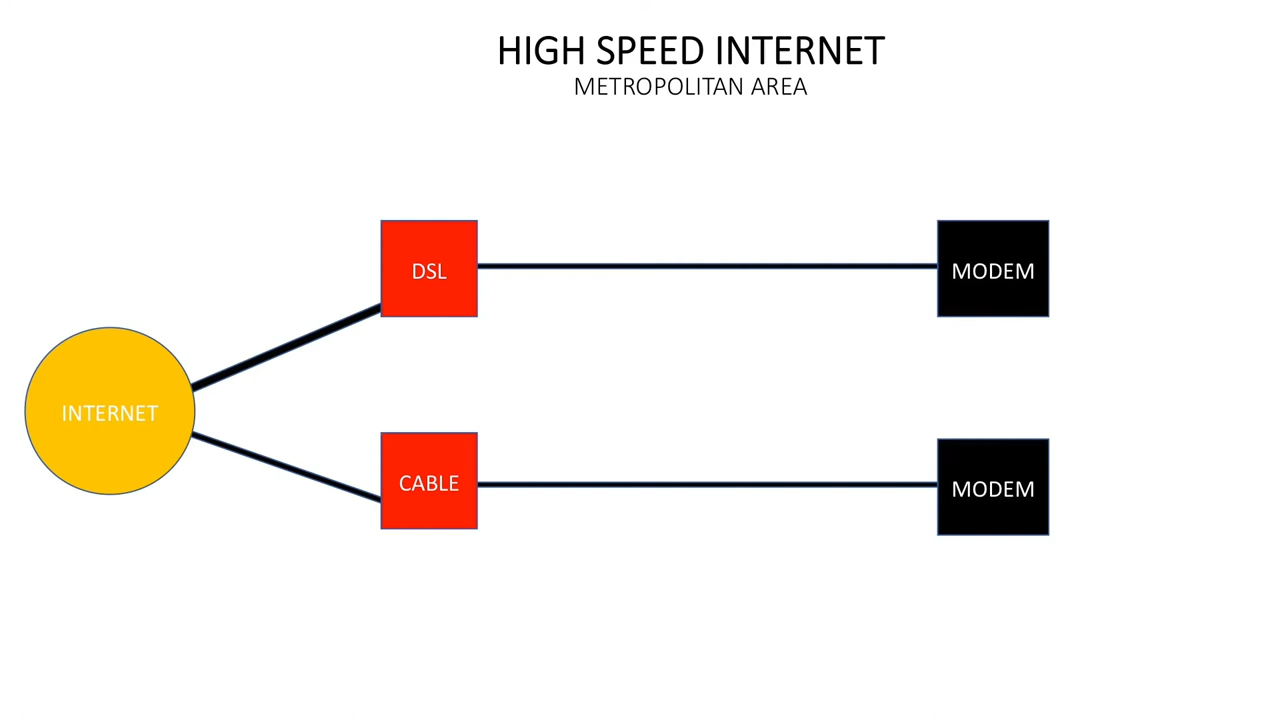 HIGH SPEED INTERNET
METROPOLITAN AREA
DSL
MODEM
INTERNET
CABLE
MODEM